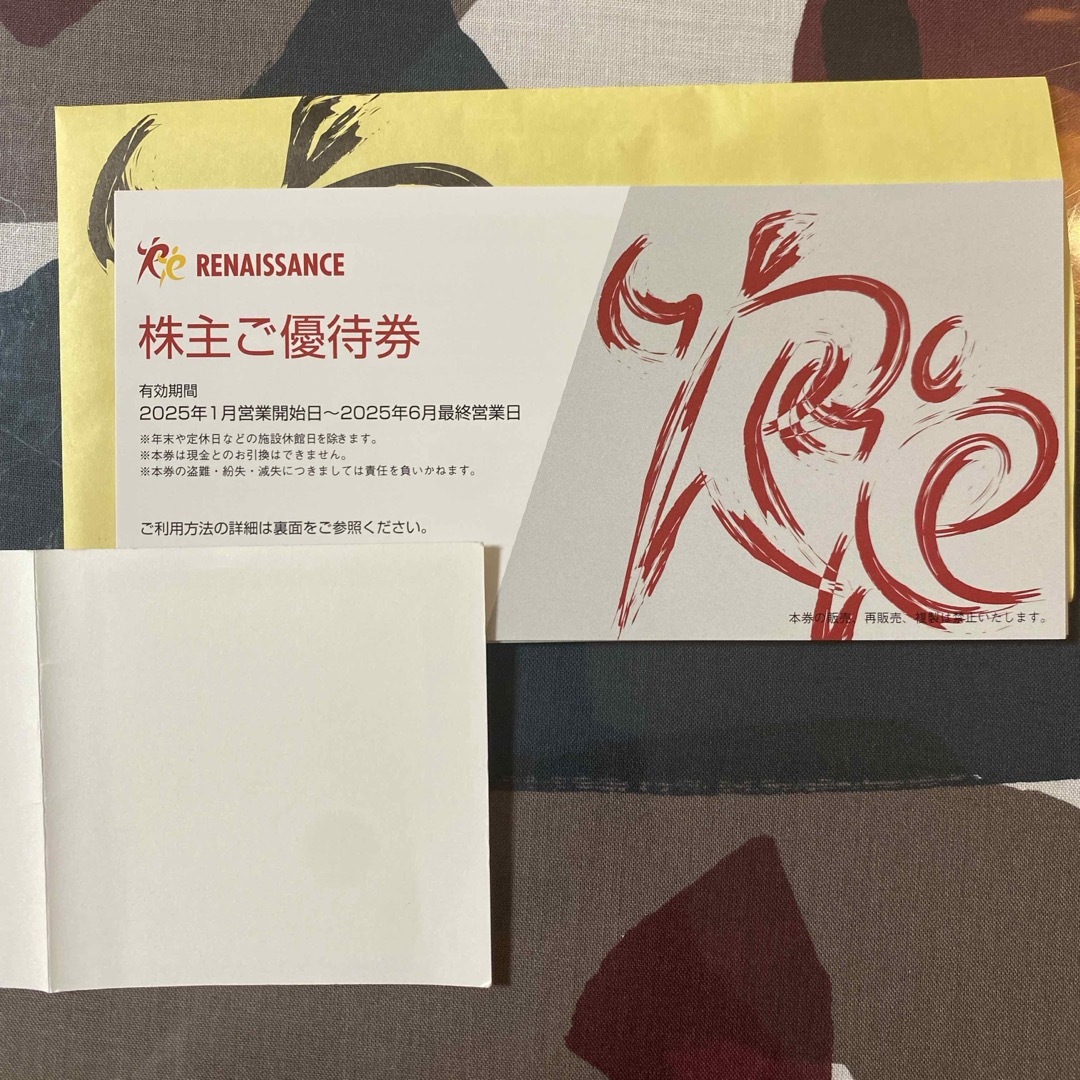 RENAISSANCE
株主ご優待券
有効期間
2025年1月営業開始日～2025年6月最終営業日
※年末や定休日などの施設休館日を除きます。
※本券は現金とのお引換はできません。
※本券の盗難・紛失・滅失につきましては責任を負いかねます。
ご利用方法の詳細は裏面をご参照ください。
本券の販売、再販売、複製は禁止いたします。